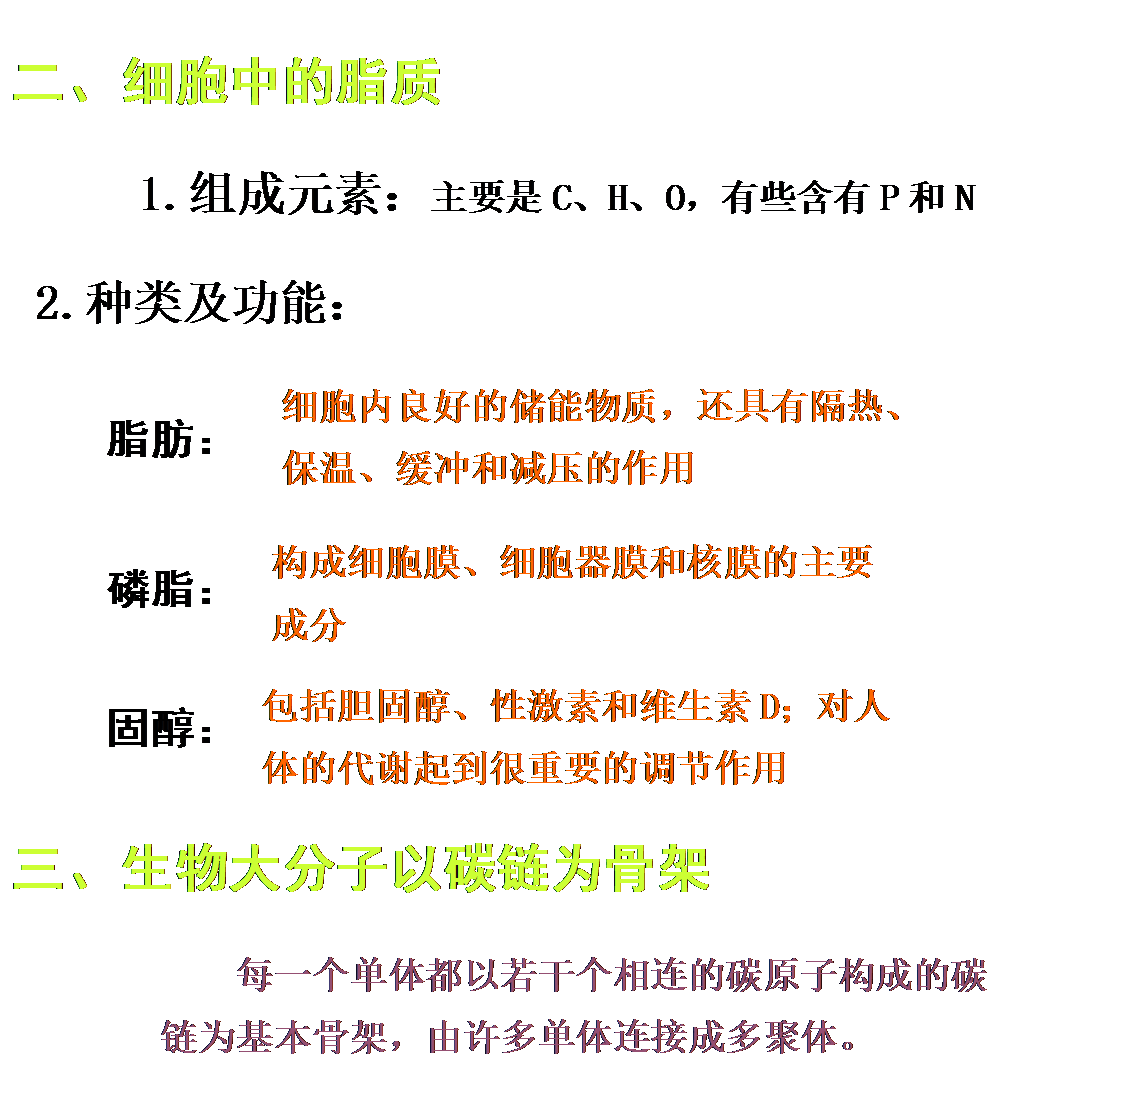 二、细胞中的脂质
1.组成元素：主要是C、H、O，有些含有P和N
2.种类及功能：
脂肪：
细胞内良好的储能物质，还具有隔热、
保温、缓冲和减压的作用
磷脂：
构成细胞膜、细胞器膜和核膜的主要
成分
固醇：
包括胆固醇、性激素和维生素D；对人
体的代谢起到很重要的调节作用
三、生物大分子以碳链为骨架
每一个单体都以若干个相连的碳原子构成的碳
链为基本骨架，由许多单体连接成多聚体。